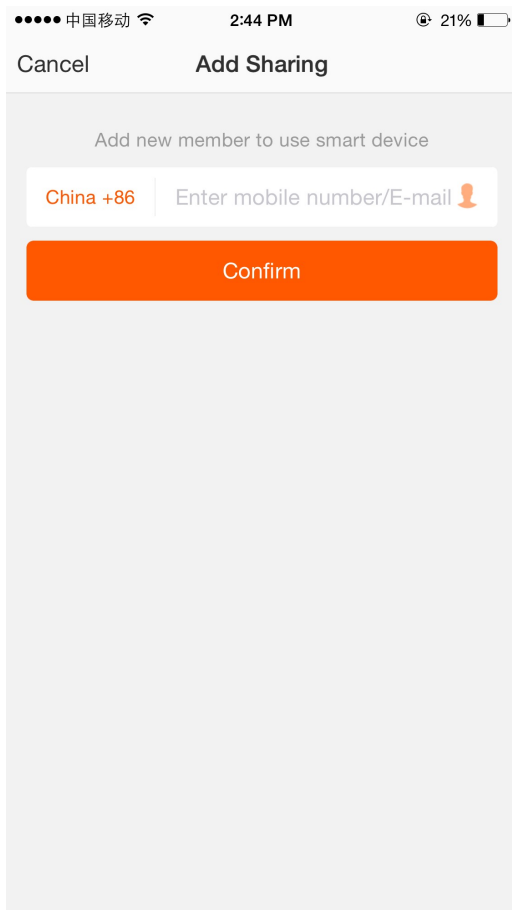 中国移动 2:44 PM 21%
Cancel Add Sharing
Add new member to use smart device
China +86 Enter mobile number/E-mail
Confirm